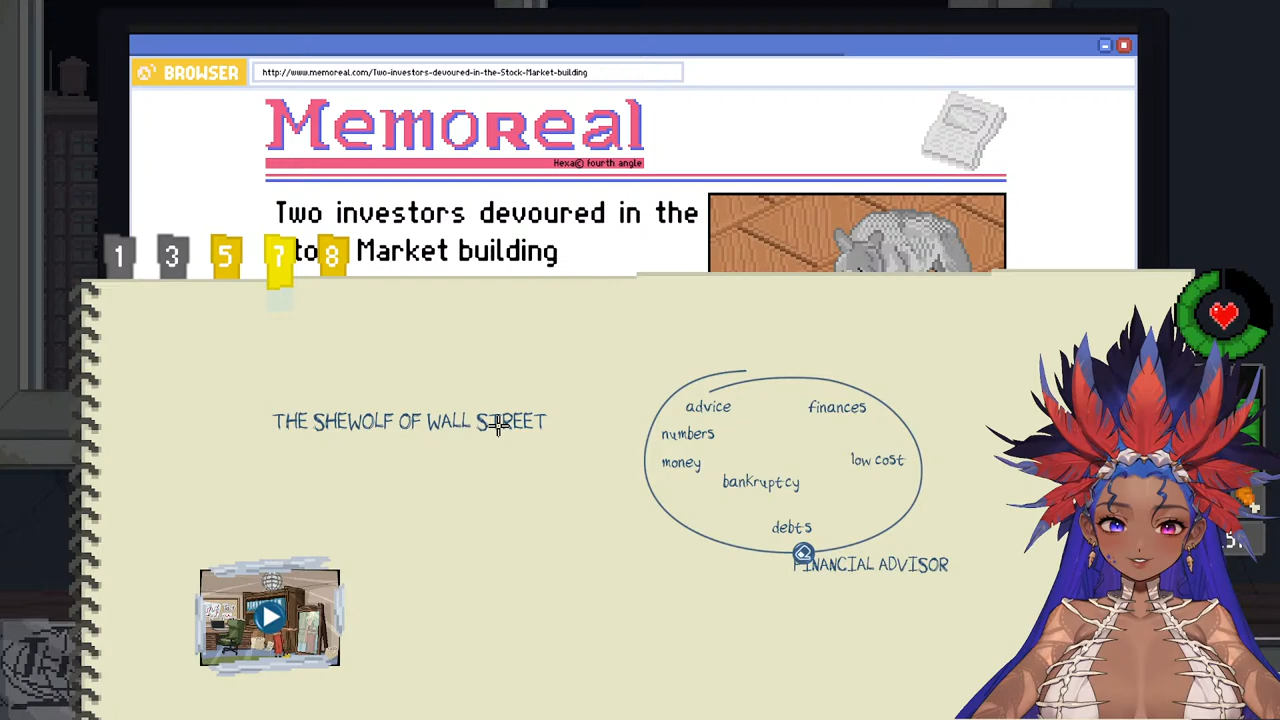 BROWSER
http://www.memoreal.com/Two-investors-devoured-in-the-Stock-Market-building
Memoreal
Hexa© fourth angle
Two investors devoured in the
Market building
1 3 5 7 8
THE SHEWOLF OF WALL STREET
advice finances
numbers
money low cost
bankruptcy
debts
FINANCIAL ADVISOR